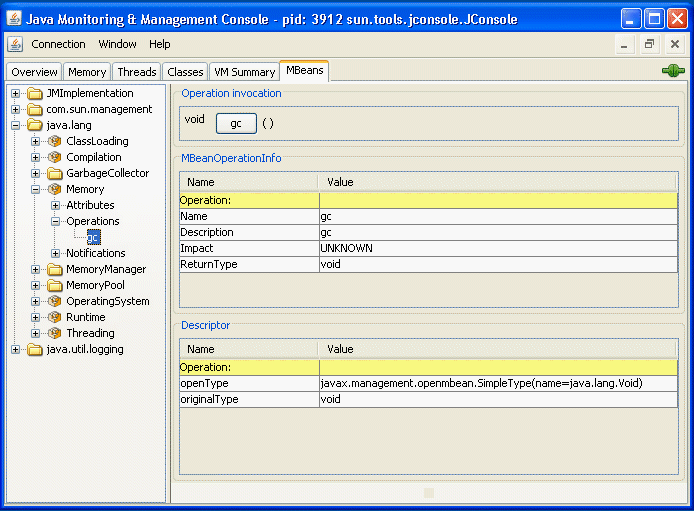 Java Monitoring & Management Console - pid: 3912 sun.tools.jconsole.JConsole
Connection Window Help
Overview Memory Threads Classes VM Summary MBeans
JMImplementation
com.sun.management
java.lang
ClassLoading
Compilation
GarbageCollector
Memory
Attributes
Operations
gc
Notifications
MemoryManager
MemoryPool
OperatingSystem
Runtime
Threading
java.util.logging
Operation invocation
void gc ( )
MBeanOperationInfo
Name Value
Operation:
Name gc
Description gc
Impact UNKNOWN
ReturnType void
Descriptor
Name Value
Operation:
openType javax.management.openmbean.SimpleType(name=java.lang.Void)
originalType void